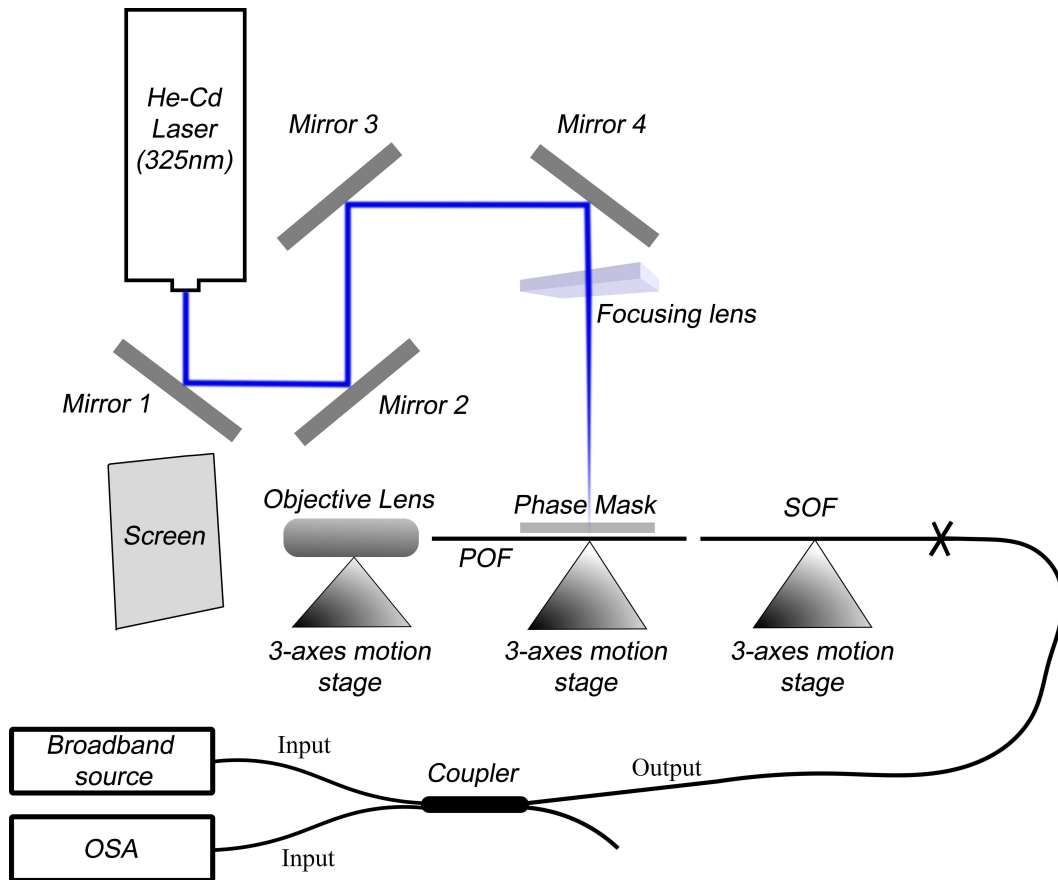 He-Cd
Laser
(325nm)
Mirror 3
Mirror 4
Focusing lens
Mirror 1
Mirror 2
Screen
Objective Lens
Phase Mask
SOF
POF
3-axes motion
stage
3-axes motion
stage
3-axes motion
stage
Broadband
source
Input
Coupler
Output
OSA
Input